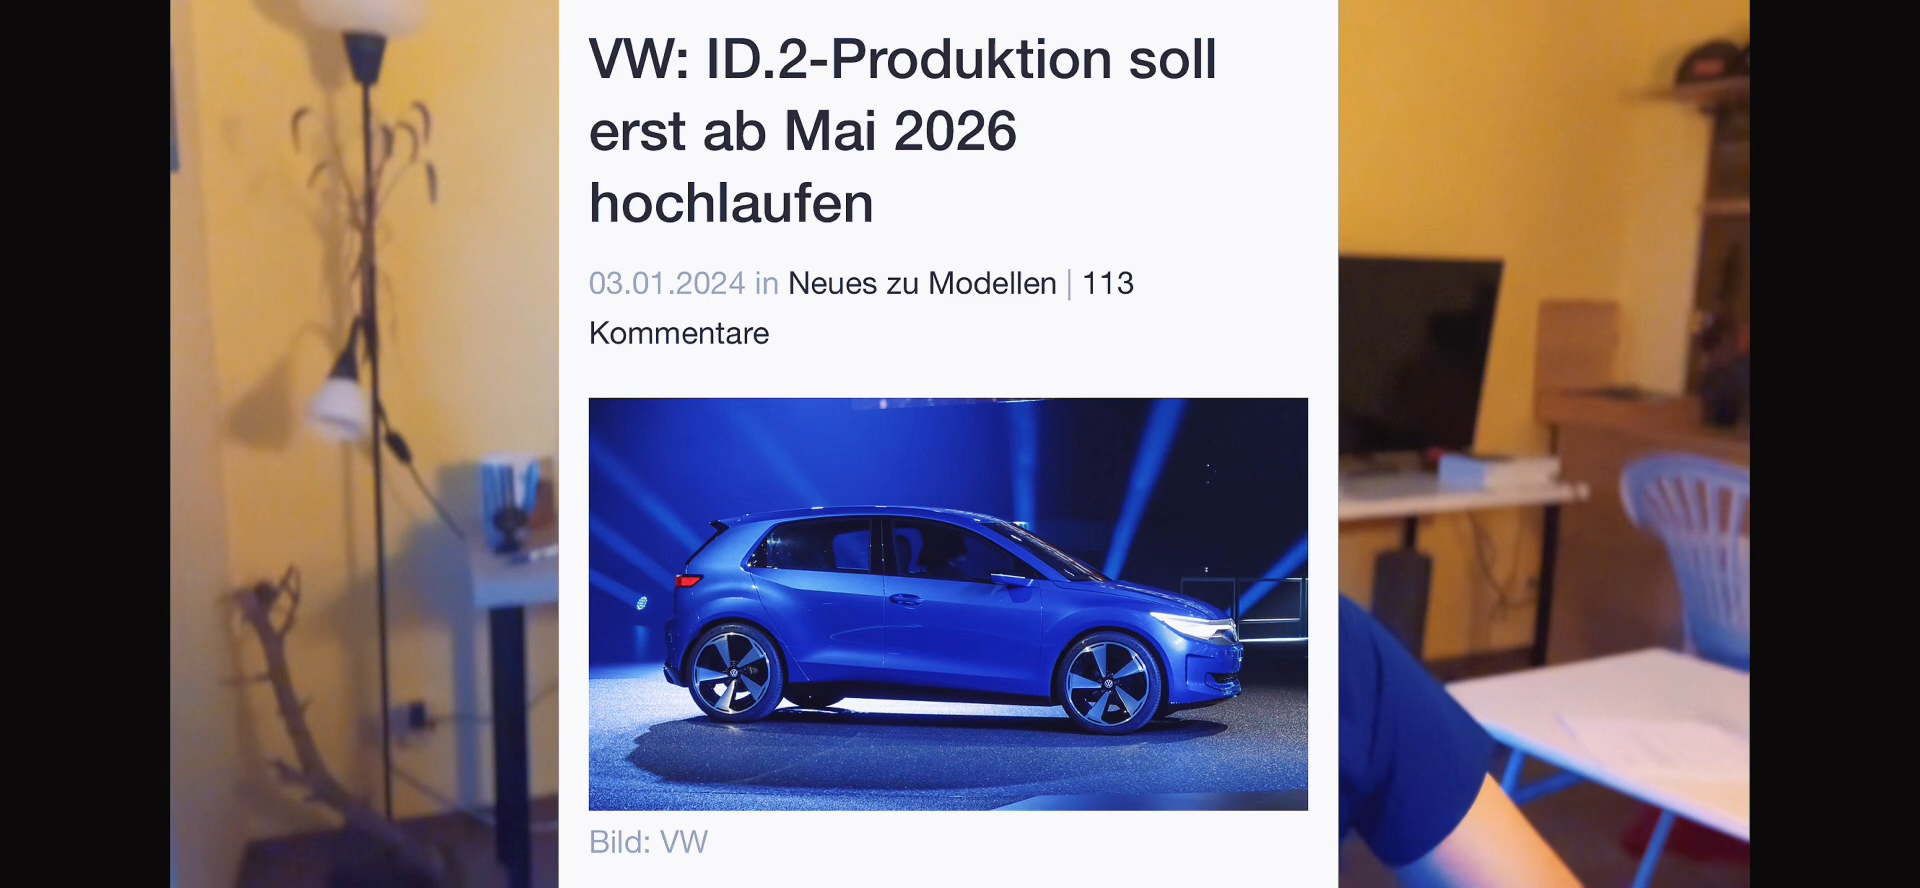 VW: ID.2-Produktion soll
erst ab Mai 2026
hochlaufen
03.01.2024 in Neues zu Modellen | 113
Kommentare
Bild: VW